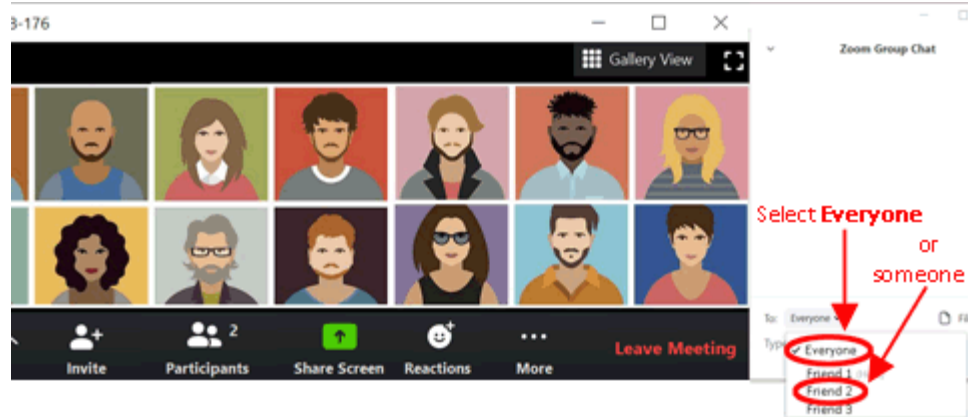 3-176
Gallery View
Zoom Group Chat
Select Everyone
or
someone
To: Everyone
Type
Everyone
Friend 1
Friend 2
Friend 3
2
Invite
Participants
Share Screen
Reactions
More
Leave Meeting